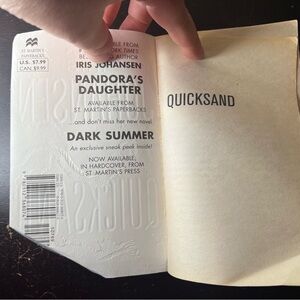 ST. MARTIN'S
PAPERBACKS
U.S. $7.99
CAN. $9.99
IRIS JOHANSEN
PANDORA'S
DAUGHTER
AVAILABLE FROM
ST. MARTIN'S PAPERBACKS
...and don't miss her new novel
DARK SUMMER
An exclusive sneak peek inside!
NOW AVAILABLE,
IN HARDCOVER, FROM
ST. MARTIN'S PRESS
QUICKSAND